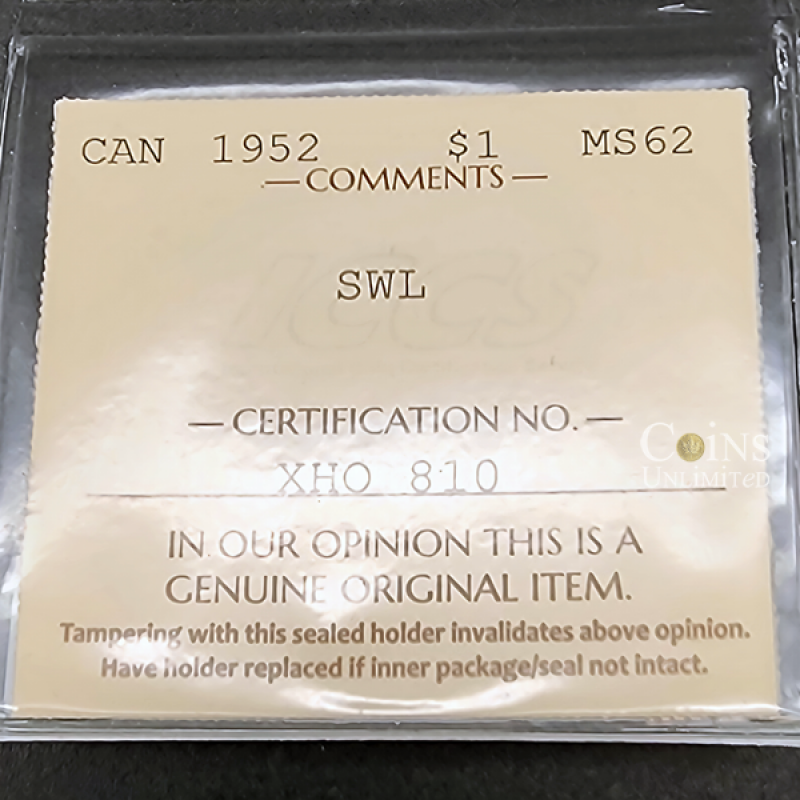 CAN 1952 $1 MS62
—COMMENTS—
SWL
ICCS
—CERTIFICATION NO.—
XHO 810
COINS
UNLIMITED
IN OUR OPINION THIS IS A
GENUINE ORIGINAL ITEM.
Tampering with this sealed holder invalidates above opinion.
Have holder replaced if inner package/seal not intact.